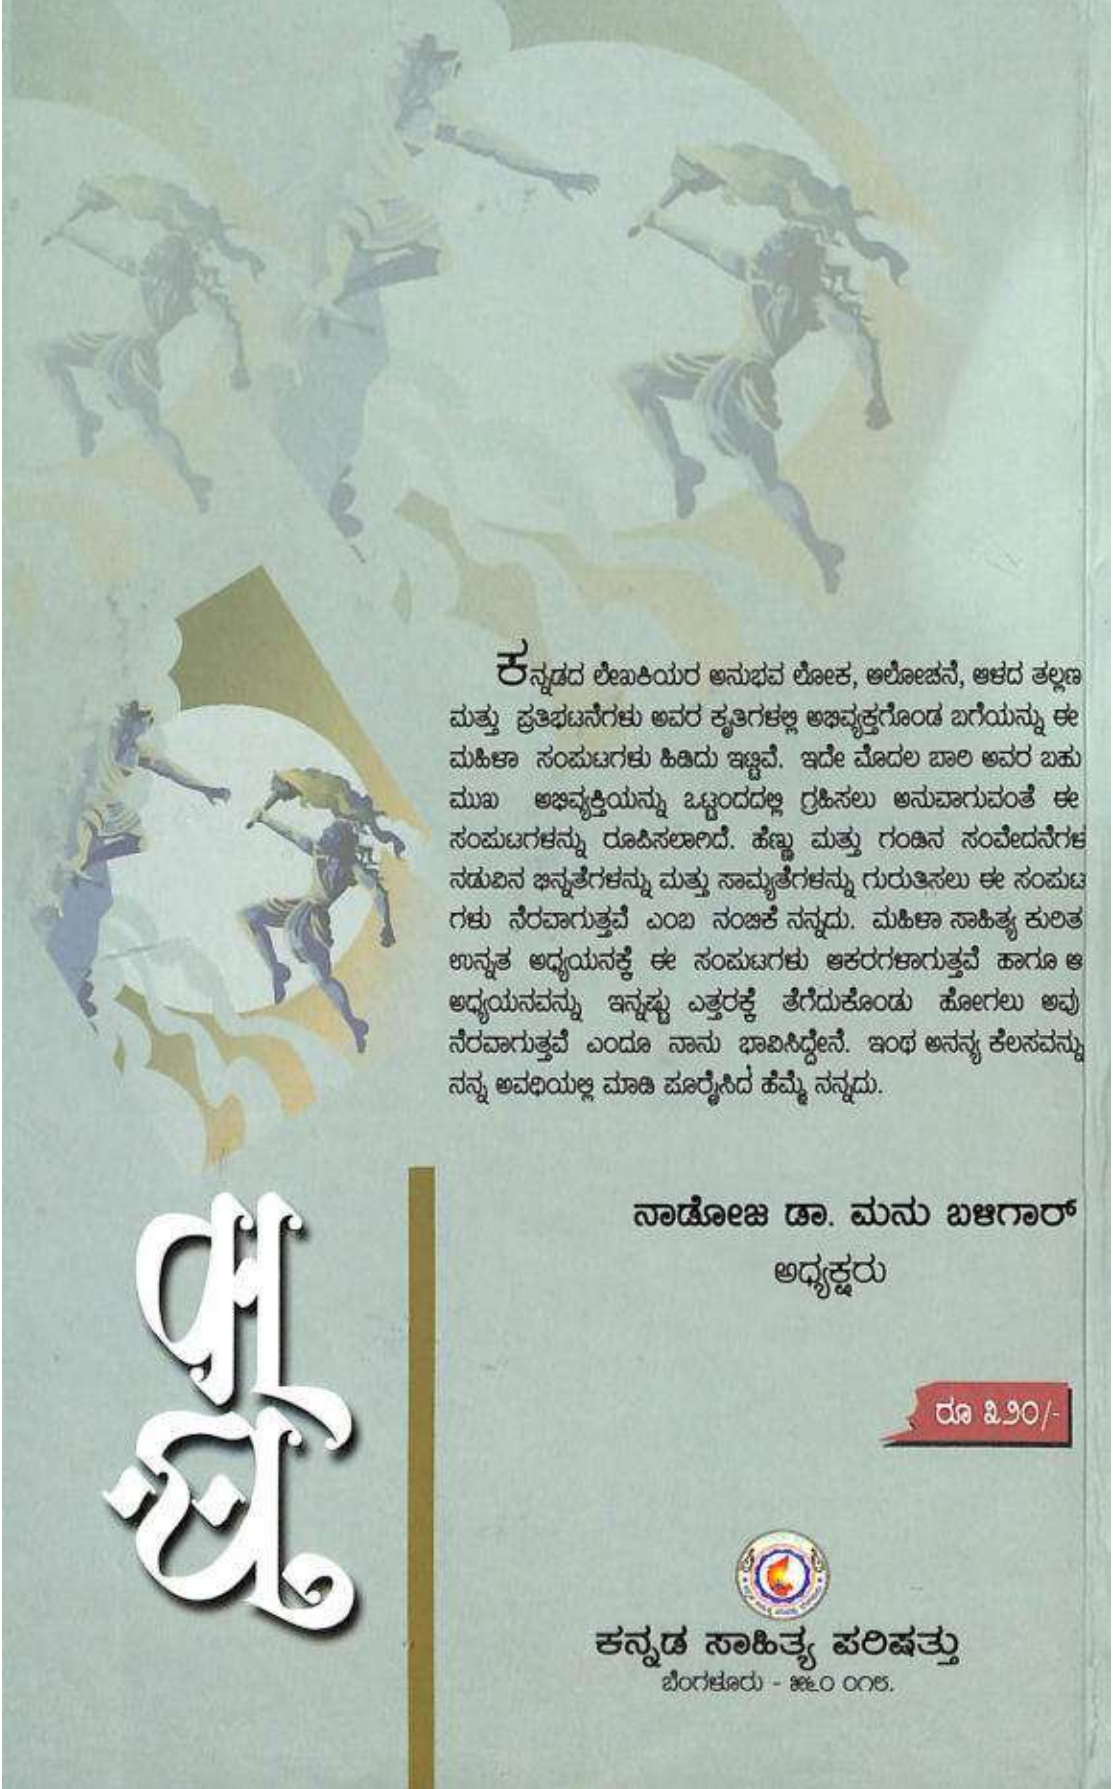 ಕನ್ನಡದ ಲೇಖಕಿಯರ ಅನುಭವ ಲೋಕ, ಆಲೋಚನೆ, ಆಳದ ತಲ್ಲಣ
ಮತ್ತು ಪ್ರತಿಭಟನೆಗಳು ಅವರ ಕೃತಿಗಳಲ್ಲಿ ಅಭಿವ್ಯಕ್ತಗೊಂಡ ಬಗೆಯನ್ನು ಈ
ಮಹಿಳಾ ಸಂಪುಟಗಳು ಹಿಡಿದು ಇಟ್ಟಿವೆ. ಇದೇ ಮೊದಲ ಬಾರಿ ಅವರ ಬಹು
ಮುಖ ಅಭಿವ್ಯಕ್ತಿಯನ್ನು ಒಟ್ಟಂದದಲ್ಲಿ ಗ್ರಹಿಸಲು ಅನುವಾಗುವಂತೆ ಈ
ಸಂಪುಟಗಳನ್ನು ರೂಪಿಸಲಾಗಿದೆ. ಹೆಣ್ಣು ಮತ್ತು ಗಂಡಿನ ಸಂವೇದನೆಗಳ
ನಡುವಿನ ಭಿನ್ನತೆಗಳನ್ನು ಮತ್ತು ಸಾಮ್ಯತೆಗಳನ್ನು ಗುರುತಿಸಲು ಈ ಸಂಪುಟ
ಗಳು ನೆರವಾಗುತ್ತವೆ ಎಂಬ ನಂಬಿಕೆ ನನ್ನದು. ಮಹಿಳಾ ಸಾಹಿತ್ಯ ಕುರಿತ
ಉನ್ನತ ಅಧ್ಯಯನಕ್ಕೆ ಈ ಸಂಪುಟಗಳು ಆಕರಗಳಾಗುತ್ತವೆ ಹಾಗೂ ಆ
ಅಧ್ಯಯನವನ್ನು ಇನ್ನಷ್ಟು ಎತ್ತರಕ್ಕೆ ತೆಗೆದುಕೊಂಡು ಹೋಗಲು ಅವು
ನೆರವಾಗುತ್ತವೆ ಎಂದೂ ನಾನು ಭಾವಿಸಿದ್ದೇನೆ. ಇಂಥ ಅನನ್ಯ ಕೆಲಸವನ್ನು
ನನ್ನ ಅವಧಿಯಲ್ಲಿ ಮಾಡಿ ಪೂರೈಸಿದ ಹೆಮ್ಮೆ ನನ್ನದು.
ನಾಡೋಜ ಡಾ. ಮನು ಬಳಿಗಾರ್
ಅಧ್ಯಕ್ಷರು
ರೂ ೩೨೦/-
ಕನ್ನಡ ಸಾಹಿತ್ಯ ಪರಿಷತ್ತು
ಬೆಂಗಳೂರು - ೫೬೦ ೦೧೮.